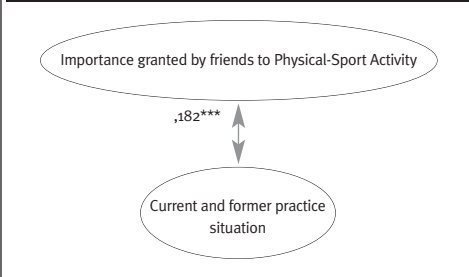 Importance granted by friends to Physical-Sport Activity
,182***
Current and former practice
situation